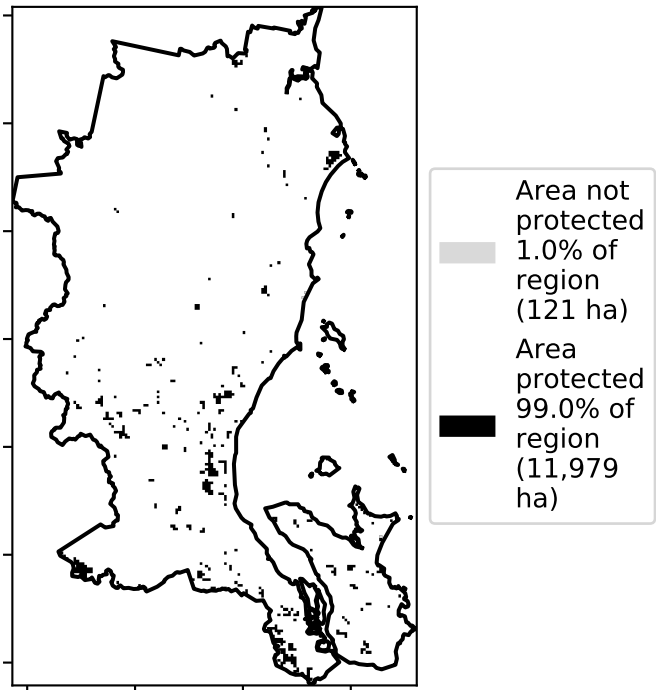 Area not
protected
1.0% of
region
(121 ha)
Area
protected
99.0% of
region
(11,979
ha)